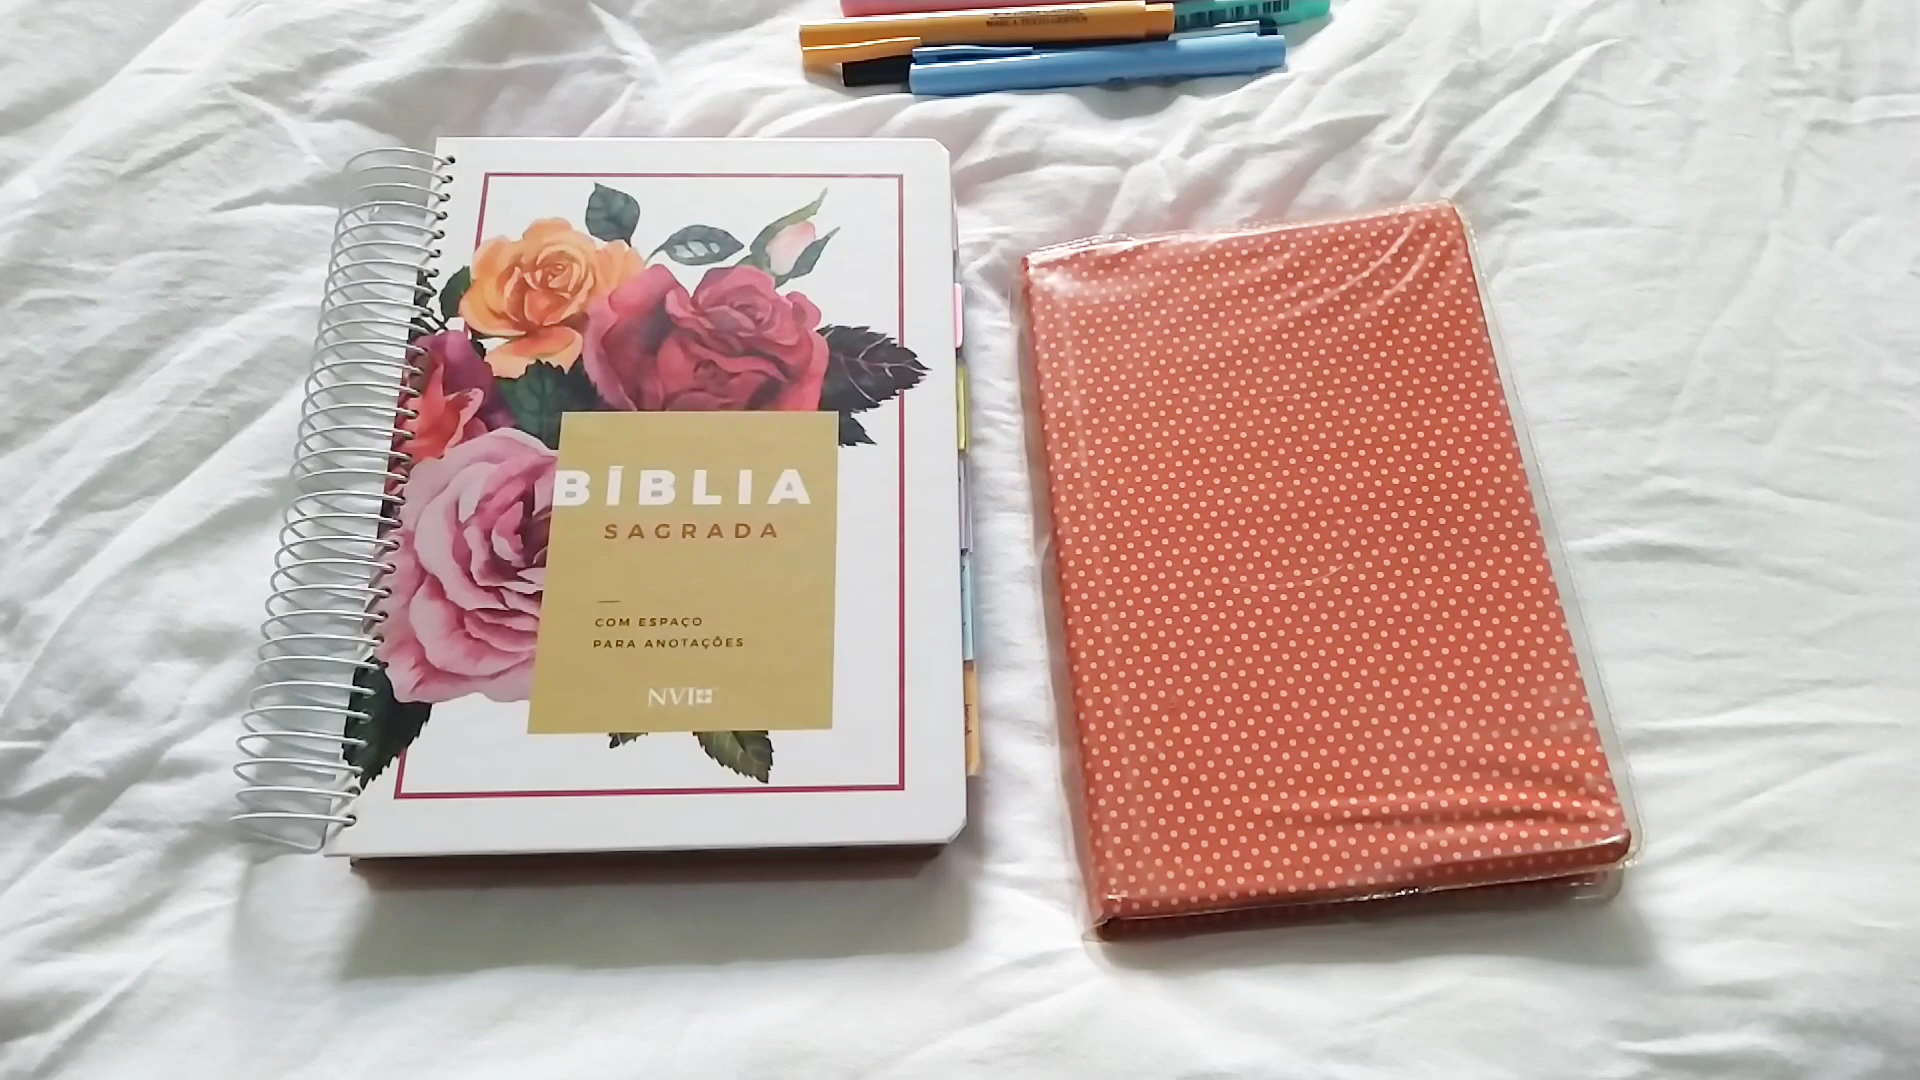 BÍBLIA
SAGRADA
COM ESPAÇO
PARA ANOTAÇÕES
NVI